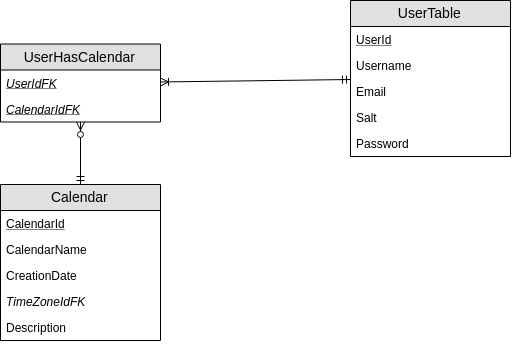 UserTable
UserId
Username
Email
Salt
Password
UserHasCalendar
UserIdFK
CalendarIdFK
Calendar
CalendarId
CalendarName
CreationDate
TimeZoneIdFK
Description